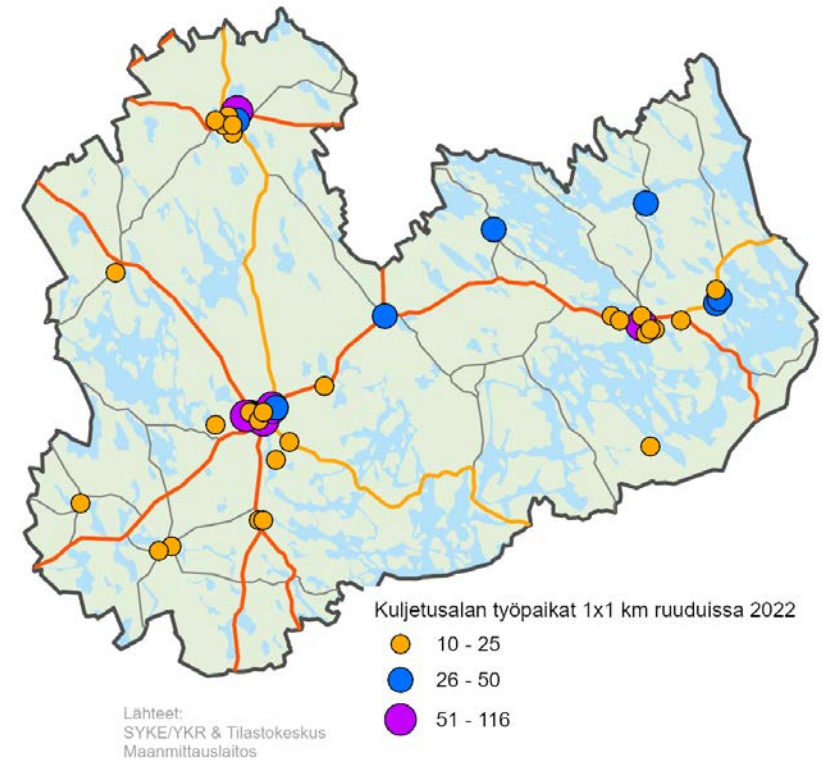 Kuljetusalan työpaikat 1x1 km ruuduissa 2022
10 - 25
26 - 50
51 - 116
Lähteet:
SYKE/YKR & Tilastokeskus
Maanmittauslaitos